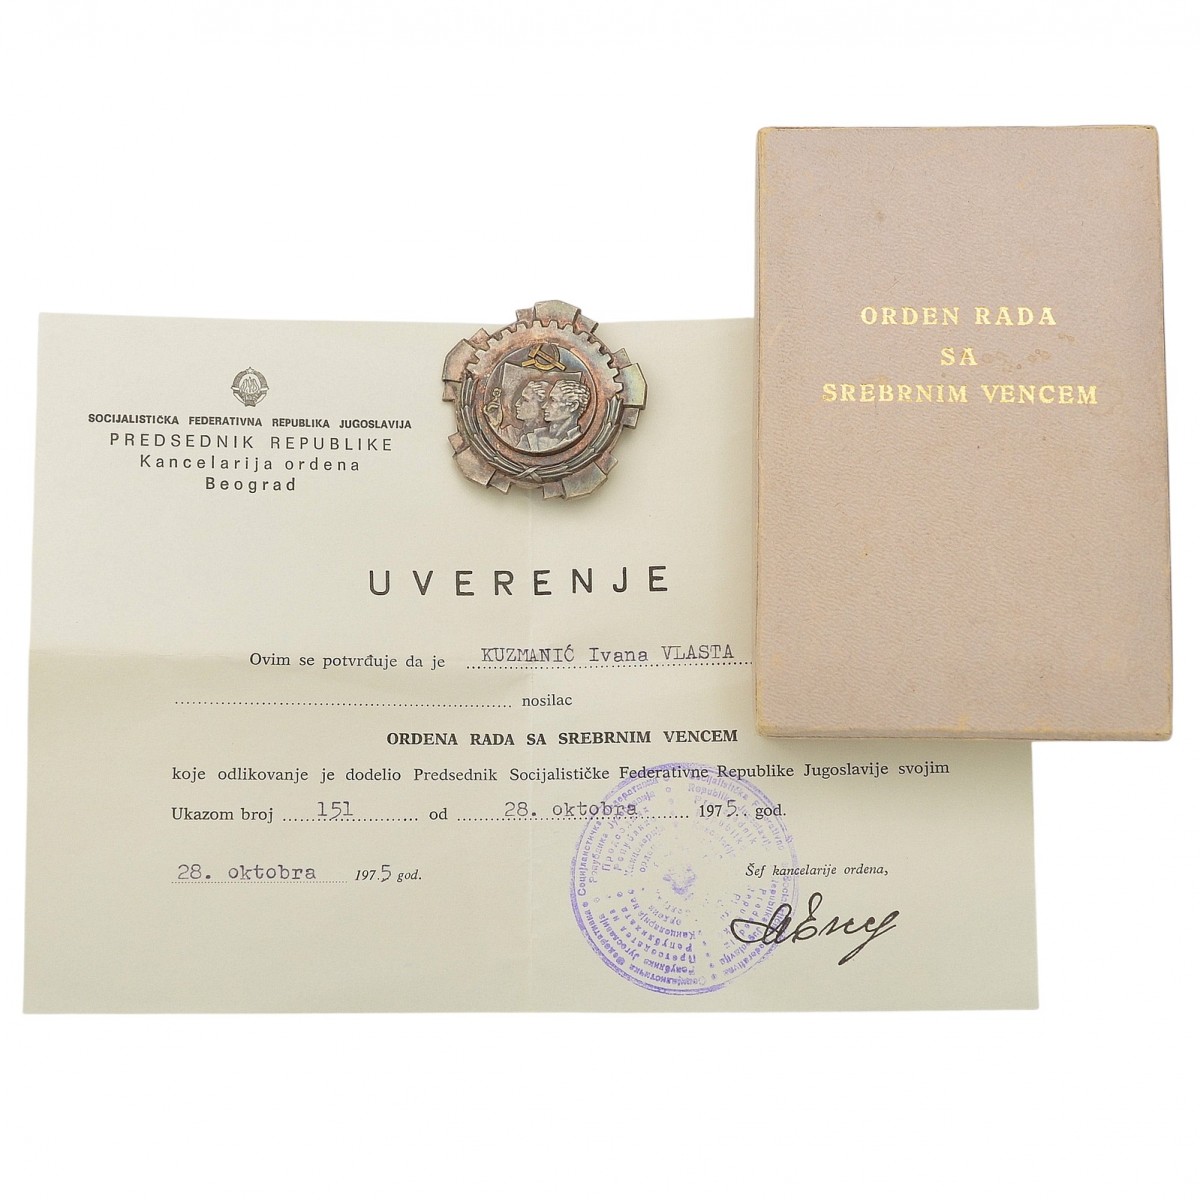 SOCIJALISTIČKA FEDERATIVNA REPUBLIKA JUGOSLAVIJA
PREDSEDNIK REPUBLIKE
Kancelarija ordena
Beograd
UVERENJE
Ovim se potvrđuje da je KUZMANIĆ Ivana VLASTA
nosilac
ORDENA RADA SA SREBRNIM VENCEM
koje odlikovanje je dodelio Predsednik Socijalističke Federativne Republike Jugoslavije svojim
Ukazom broj 151 od 28. oktobra 1975 god.
28. oktobra 1975 god.
Šef kancelarije ordena,
ORDEN RADA
SA
SREBRNIM VENCEM